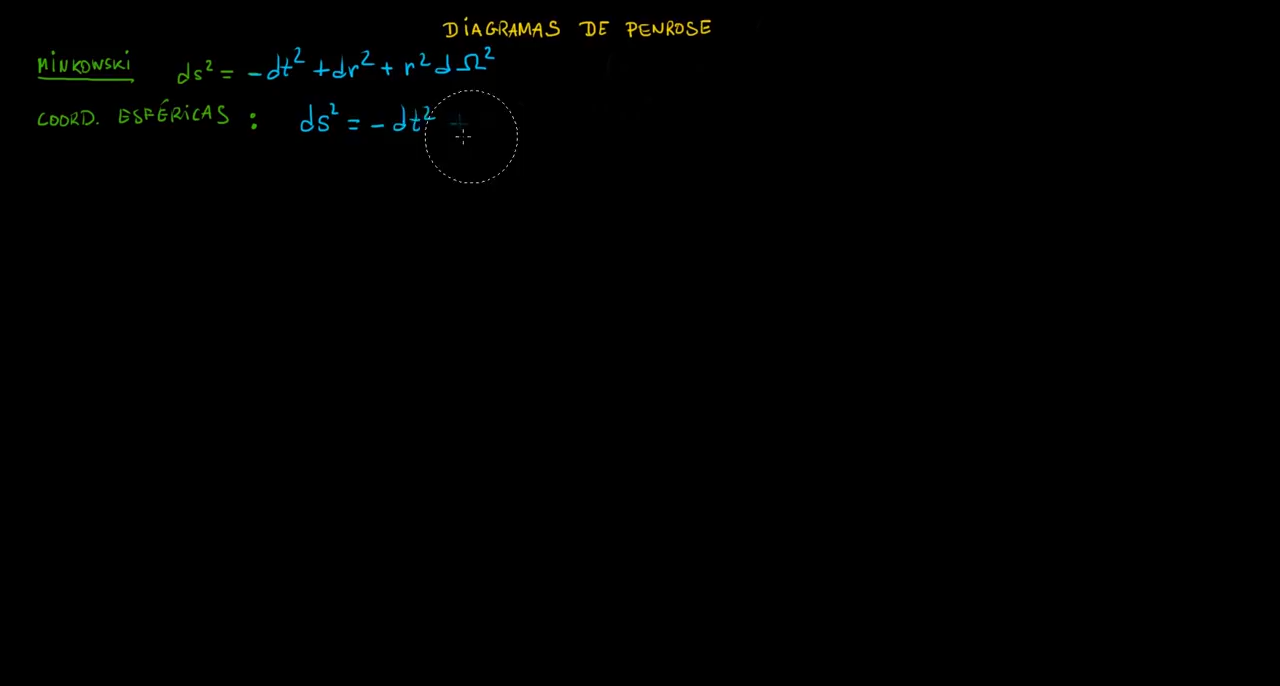 DIAGRAMAS DE PENROSE
MINKOWSKI ds² = -dt² + dr² + r² dΩ²
COORD. ESFÉRICAS : ds² = - dt² +